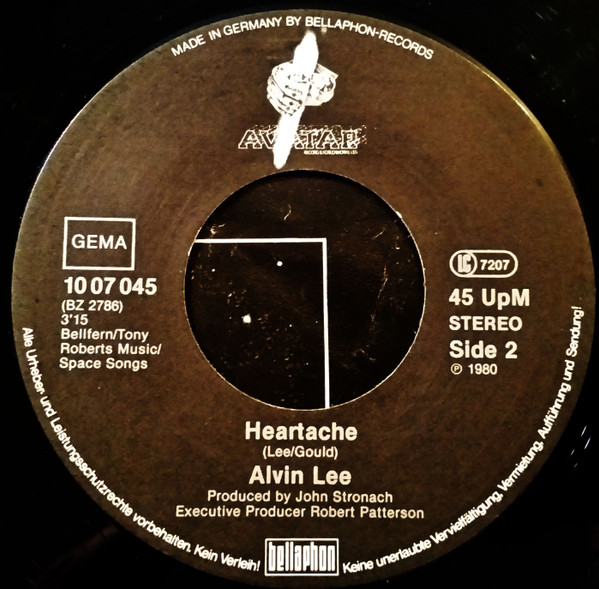 MADE IN GERMANY BY BELLAPHON-RECORDS
AVATAR
GEMA
10 07 045
(BZ 2786)
3'15
Bellfern/Tony
Roberts Music/
Space Songs
LC 7207
45 UpM
STEREO
Side 2
℗ 1980
Heartache
(Lee/Gould)
Alvin Lee
Produced by John Stronach
Executive Producer Robert Patterson
bellaphon
Alle Urheber- und Leistungsschutzrechte vorbehalten. Kein Verleih! Keine unerlaubte Vervielfältigung, Vermietung, Aufführung und Sendung!